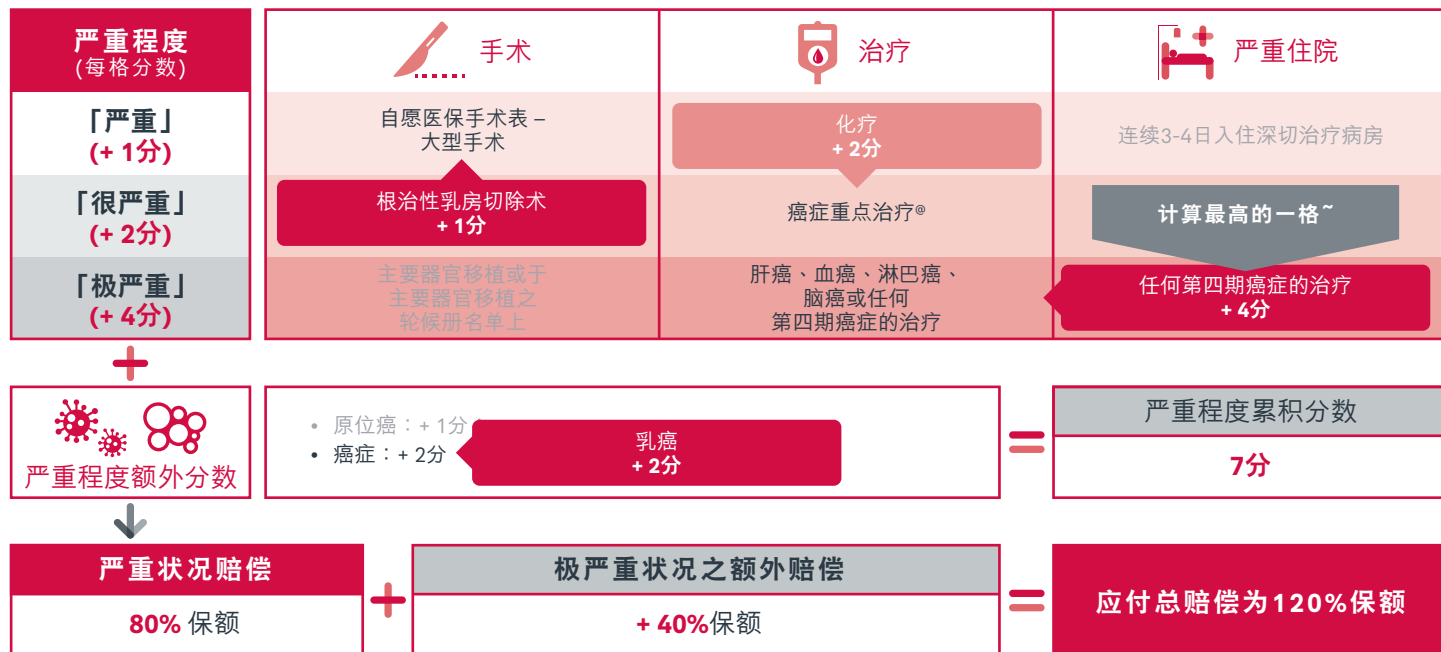 严重程度
(每格分数)
手术
治疗
严重住院
「严重」
(+ 1分)
自愿医保手术表 –
大型手术
化疗
+ 2分
连续3-4日入住深切治疗病房
「很严重」
(+ 2分)
根治性乳房切除术
+ 1分
癌症重点治疗@
计算最高的一格~
「极严重」
(+ 4分)
主要器官移植或于
主要器官移植之
轮候册名单上
肝癌、血癌、淋巴癌、
脑癌或任何
第四期癌症的治疗
任何第四期癌症的治疗
+ 4分
+
严重程度额外分数
• 原位癌：+ 1分
• 癌症：+ 2分
乳癌
+ 2分
=
严重程度累积分数
7分
严重状况赔偿
80% 保额
+
极严重状况之额外赔偿
+ 40%保额
=
应付总赔偿为120%保额